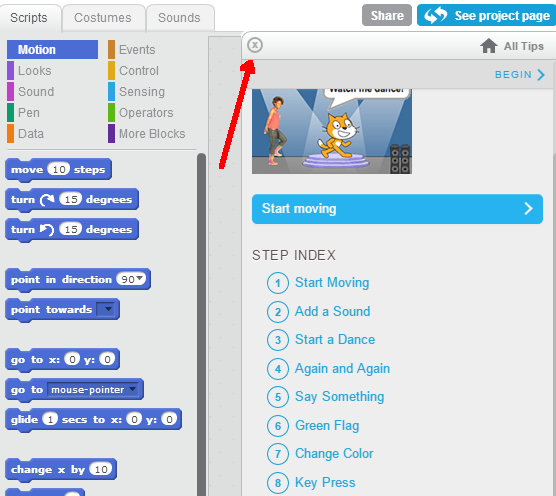 Scripts Costumes Sounds
Share See project page
Motion Events
Looks Control
Sound Sensing
Pen Operators
Data More Blocks
x All Tips
BEGIN
Watch me dance!
Start moving
STEP INDEX
1 Start Moving
2 Add a Sound
3 Start a Dance
4 Again and Again
5 Say Something
6 Green Flag
7 Change Color
8 Key Press
move 10 steps
turn 15 degrees
turn 15 degrees
point in direction 90
point towards
go to x: 0 y: 0
go to mouse-pointer
glide 1 secs to x: 0 y: 0
change x by 10